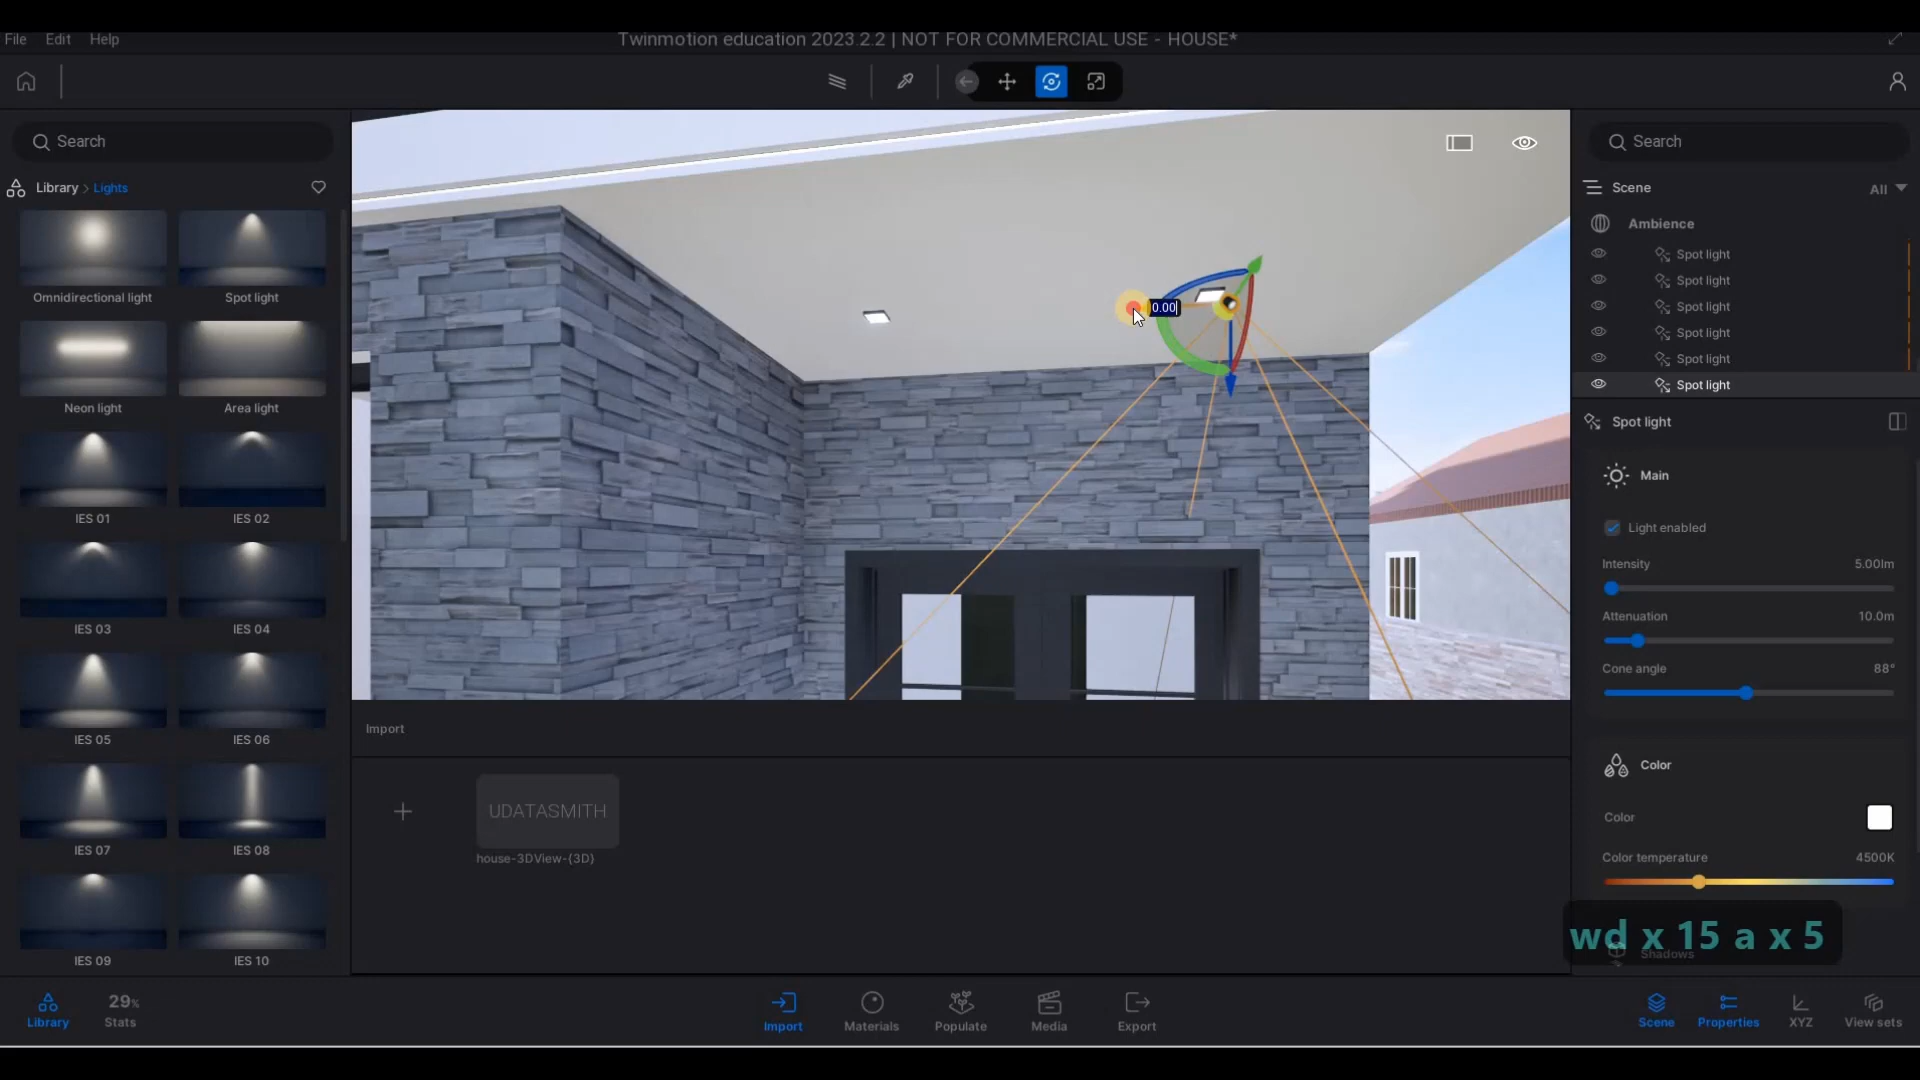 File Edit Help
Twinmotion education 2023.2.2 | NOT FOR COMMERCIAL USE - HOUSE*
Search
Library > Lights
Omnidirectional light
Spot light
Neon light
Area light
IES 01
IES 02
IES 03
IES 04
IES 05
IES 06
IES 07
IES 08
IES 09
IES 10
0.00
Search
Scene
All
Ambience
Spot light
Spot light
Spot light
Spot light
Spot light
Spot light
Spot light
Main
Light enabled
Intensity 5.00lm
Attenuation 10.0m
Cone angle 88°
Color
Color
Color temperature 4500K
Shadows
wd x 15 a x 5
Import
UDATASMITH
house-3DView-{3D}
Library
29%
Stats
Import
Materials
Populate
Media
Export
Scene
Properties
XYZ
View sets